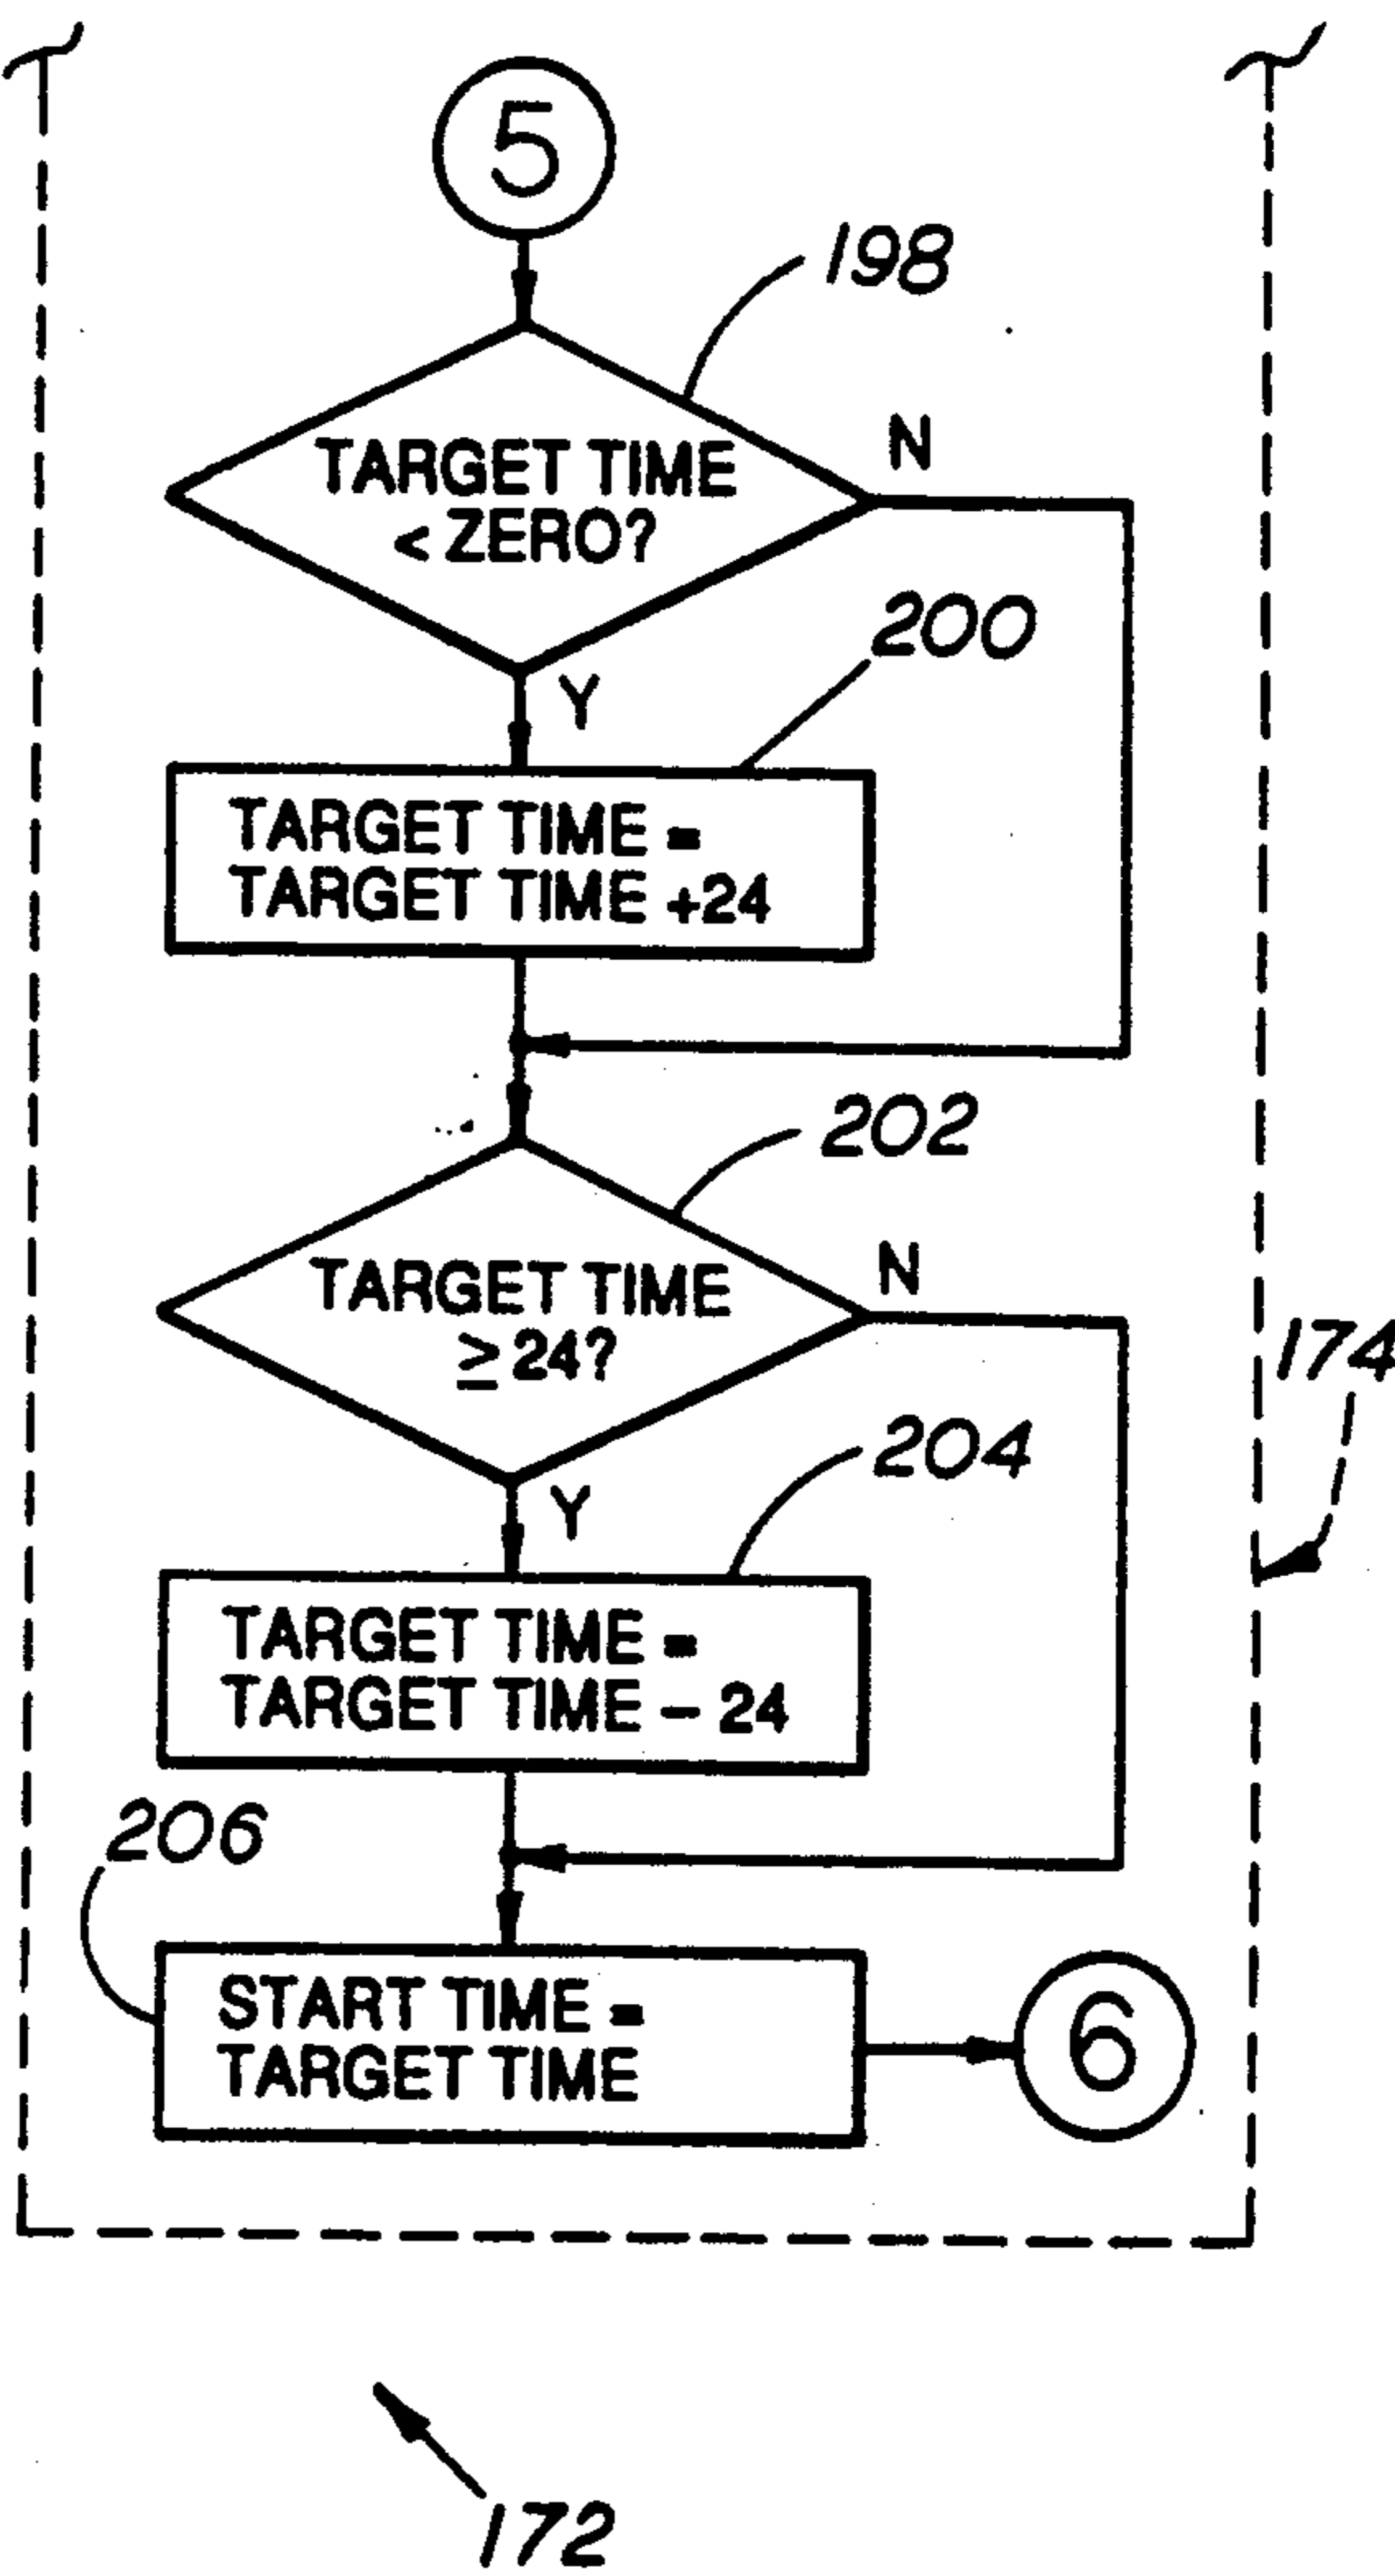 5
198
TARGET TIME
< ZERO?
N
Y
200
TARGET TIME =
TARGET TIME +24
202
TARGET TIME
≥ 24?
N
174
Y
204
TARGET TIME =
TARGET TIME – 24
206
START TIME =
TARGET TIME
6
172